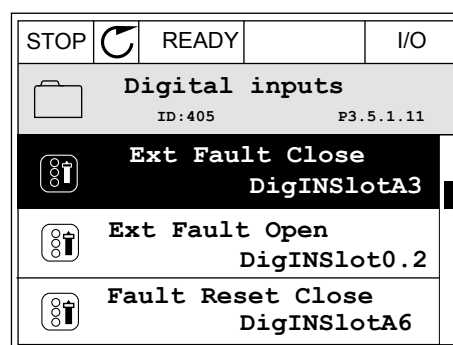 STOP READY I/O
Digital inputs
ID:405 P3.5.1.11
Ext Fault Close
DigINSlotA3
Ext Fault Open
DigINSlot0.2
Fault Reset Close
DigINSlotA6